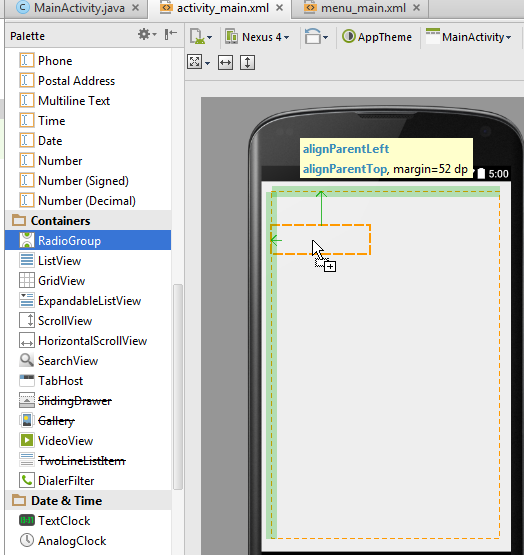 MainActivity.java
activity_main.xml
menu_main.xml
Palette
Nexus 4
AppTheme
MainActivity
Phone
Postal Address
Multiline Text
Time
Date
Number
Number (Signed)
Number (Decimal)
Containers
RadioGroup
ListView
GridView
ExpandableListView
ScrollView
HorizontalScrollView
SearchView
TabHost
SlidingDrawer
Gallery
VideoView
TwoLineListItem
DialerFilter
Date & Time
TextClock
AnalogClock
alignParentLeft
alignParentTop, margin=52 dp
5:00